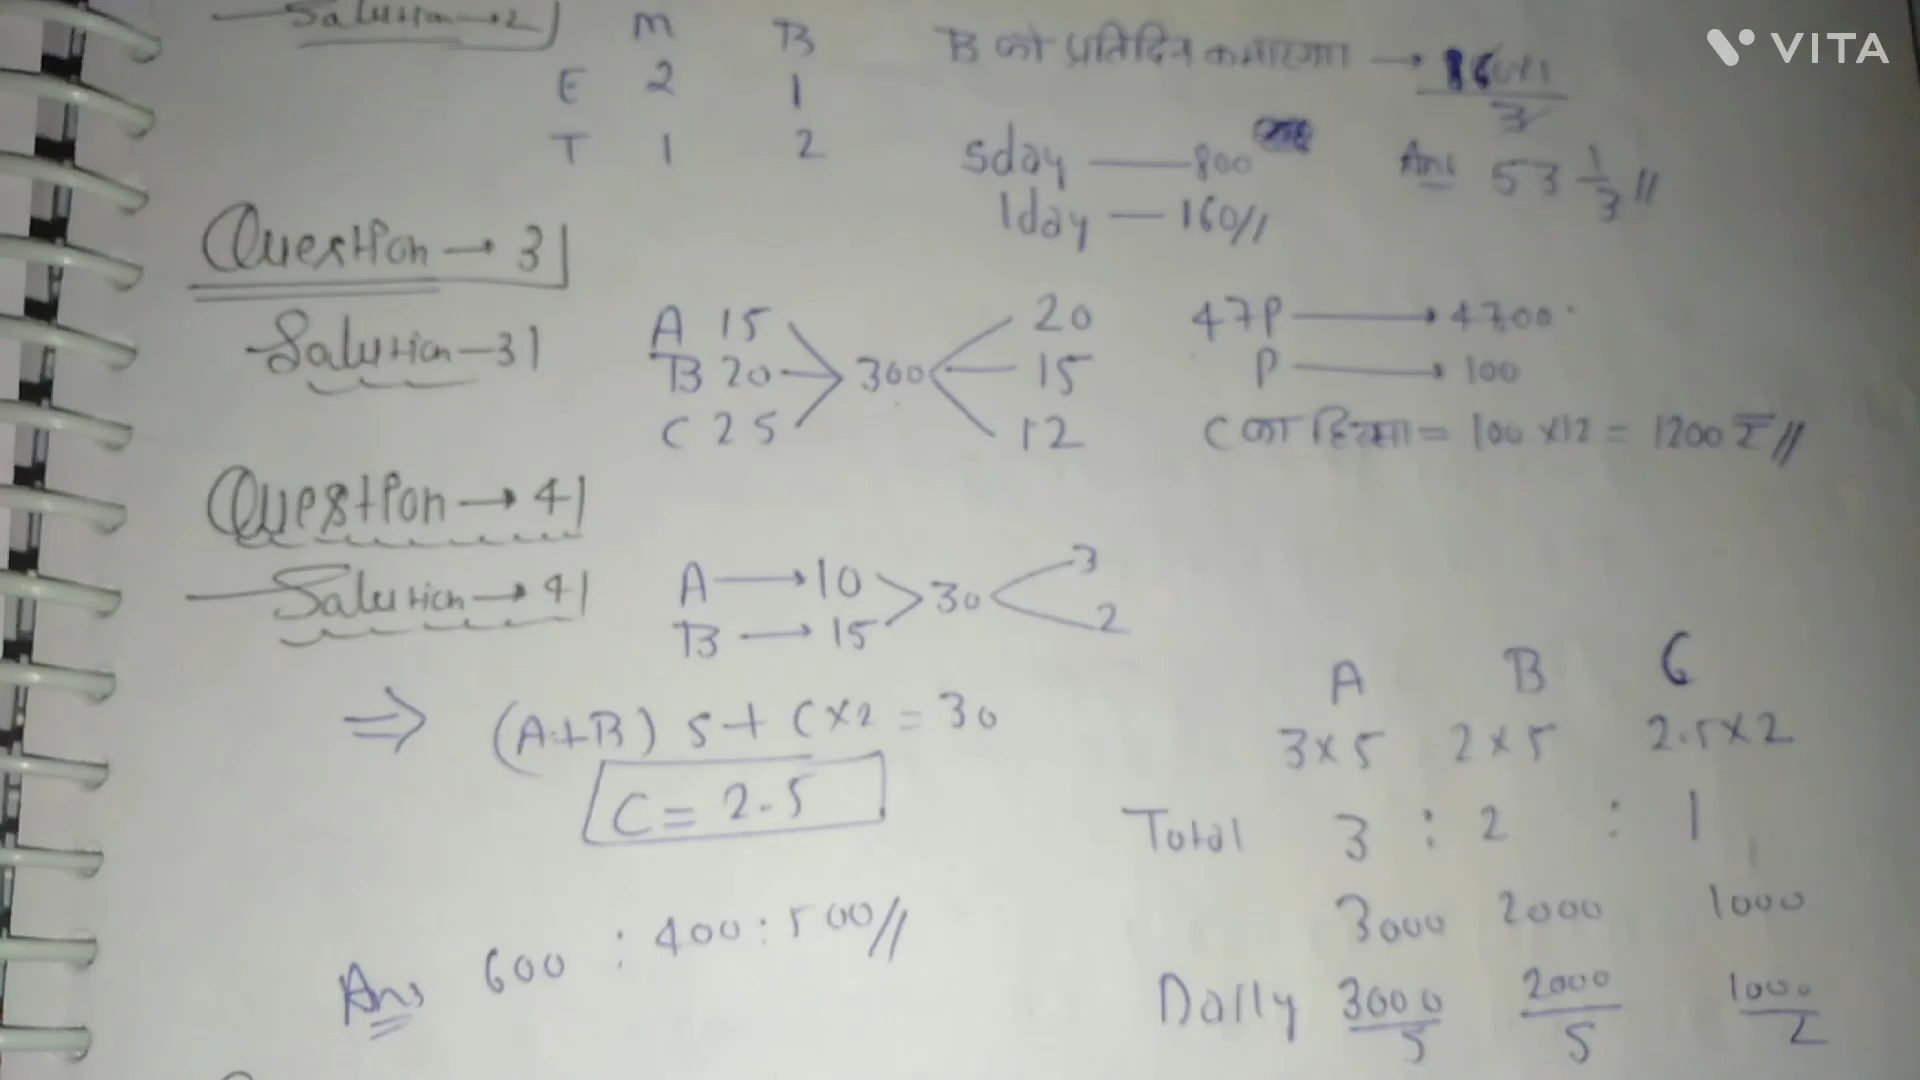 Solution → 2)
M B
E 2 1
T 1 2
B को प्रतिदिन कमाएगा → 160×1
3
5day — 800
1day — 160//
Ans 53 1/3 //
VITA
Question → 3)
Solution — 3)
A 15
B 20
C 25
300
20
15
12
47P → 4700
P → 100
C का हिस्सा = 100 × 12 = 1200 ₹ //
Question → 4)
Solution → 4)
A → 10
B → 15
30
3
2
⇒ (A+B) 5 + C×2 = 30
C = 2.5
Ans 600 : 400 : 500//
A B C
3×5 2×5 2.5×2
Total 3 : 2 : 1
3000 2000 1000
Daily 3000/5 2000/5 1000/2